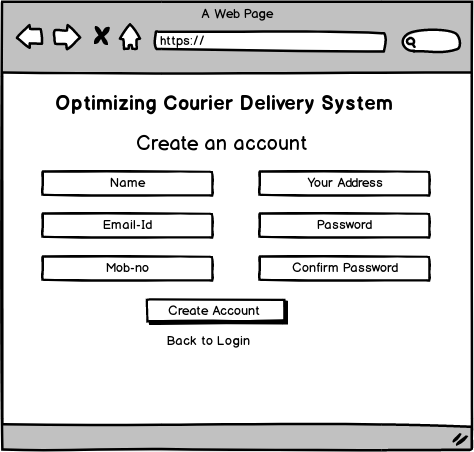 A Web Page
https://
Optimizing Courier Delivery System
Create an account
Name
Your Address
Email-Id
Password
Mob-no
Confirm Password
Create Account
Back to Login